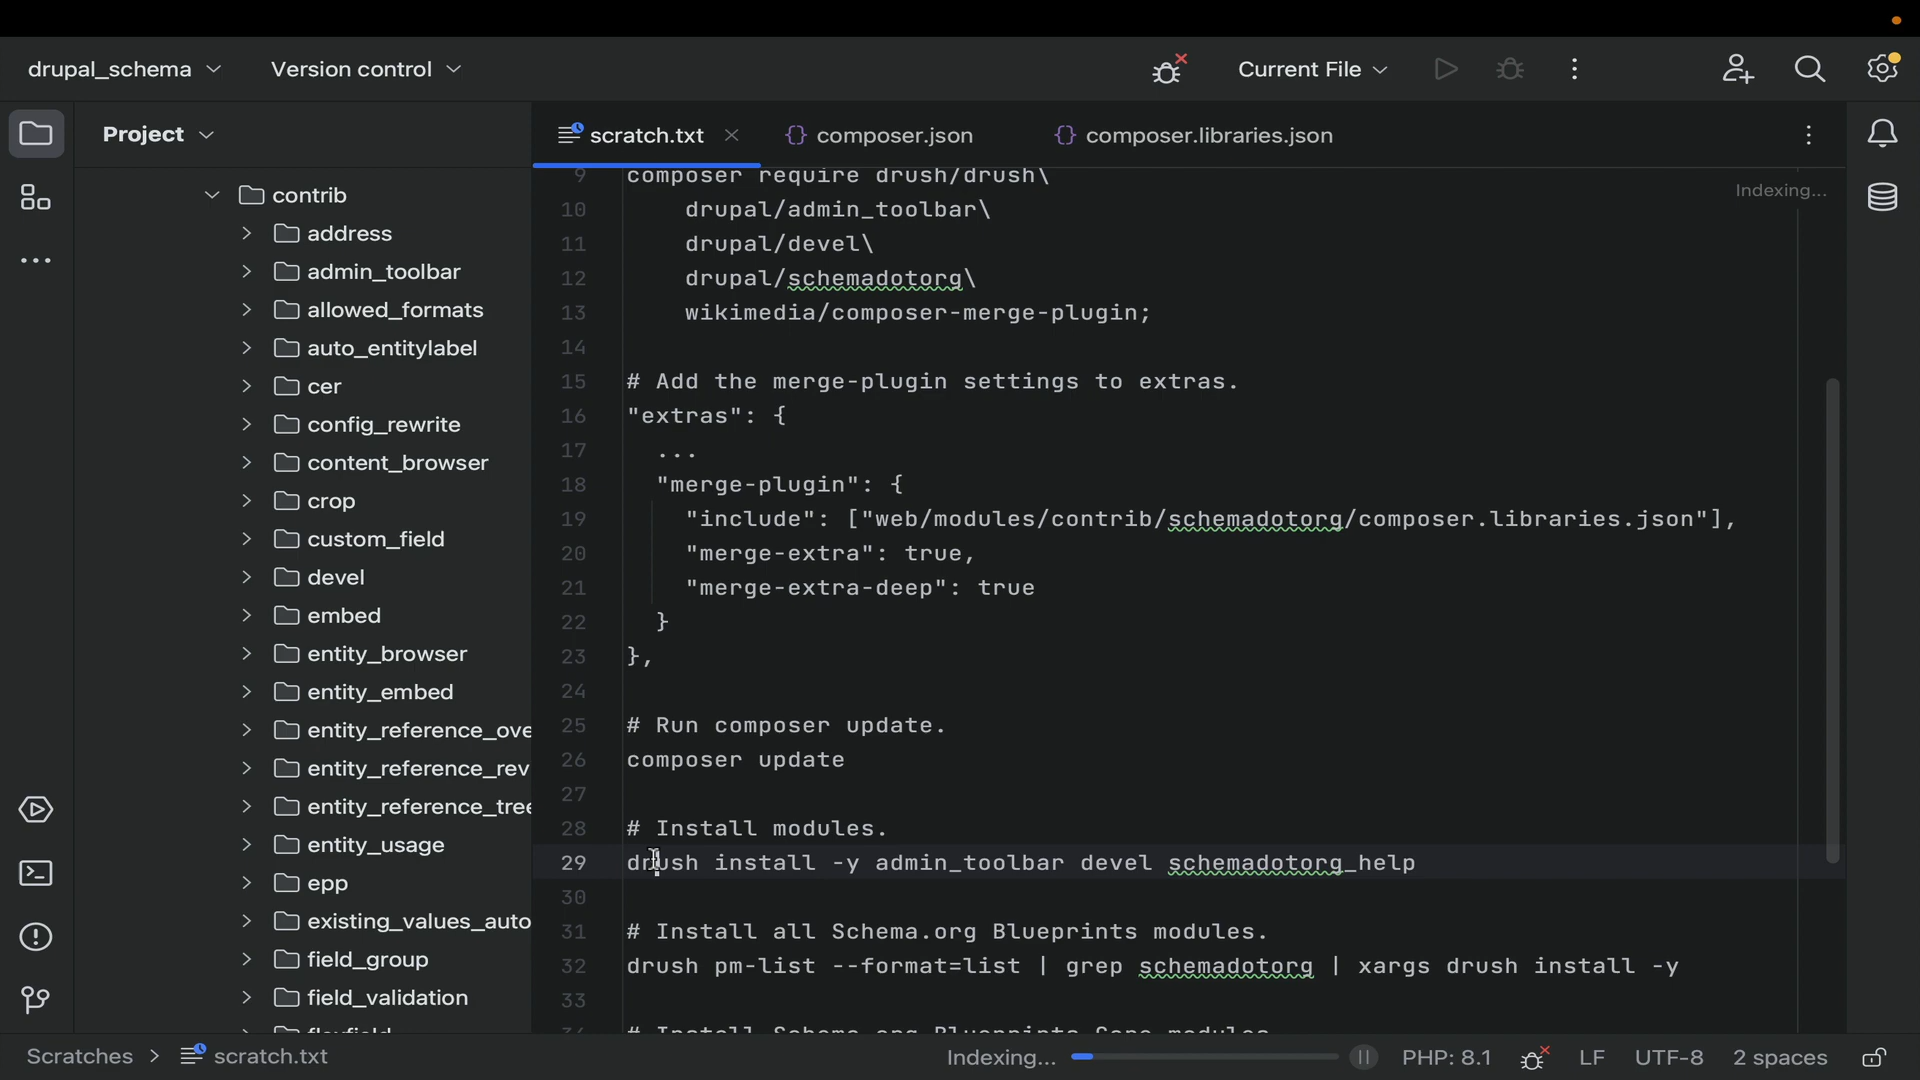 drupal_schema
Version control
Current File
Project
contrib
address
admin_toolbar
allowed_formats
auto_entitylabel
cer
config_rewrite
content_browser
crop
custom_field
devel
embed
entity_browser
entity_embed
entity_reference_ove
entity_reference_rev
entity_reference_tree
entity_usage
epp
existing_values_auto
field_group
field_validation
scratch.txt
composer.json
composer.libraries.json
Indexing...
9 composer require drush/drush\
10 drupal/admin_toolbar\
11 drupal/devel\
12 drupal/schemadotorg\
13 wikimedia/composer-merge-plugin;
14
15 # Add the merge-plugin settings to extras.
16 "extras": {
17 ...
18 "merge-plugin": {
19 "include": ["web/modules/contrib/schemadotorg/composer.libraries.json"],
20 "merge-extra": true,
21 "merge-extra-deep": true
22 }
23 },
24
25 # Run composer update.
26 composer update
27
28 # Install modules.
29 drush install -y admin_toolbar devel schemadotorg_help
30
31 # Install all Schema.org Blueprints modules.
32 drush pm-list --format=list | grep schemadotorg | xargs drush install -y
33
Scratches
scratch.txt
Indexing...
PHP: 8.1
LF
UTF-8
2 spaces